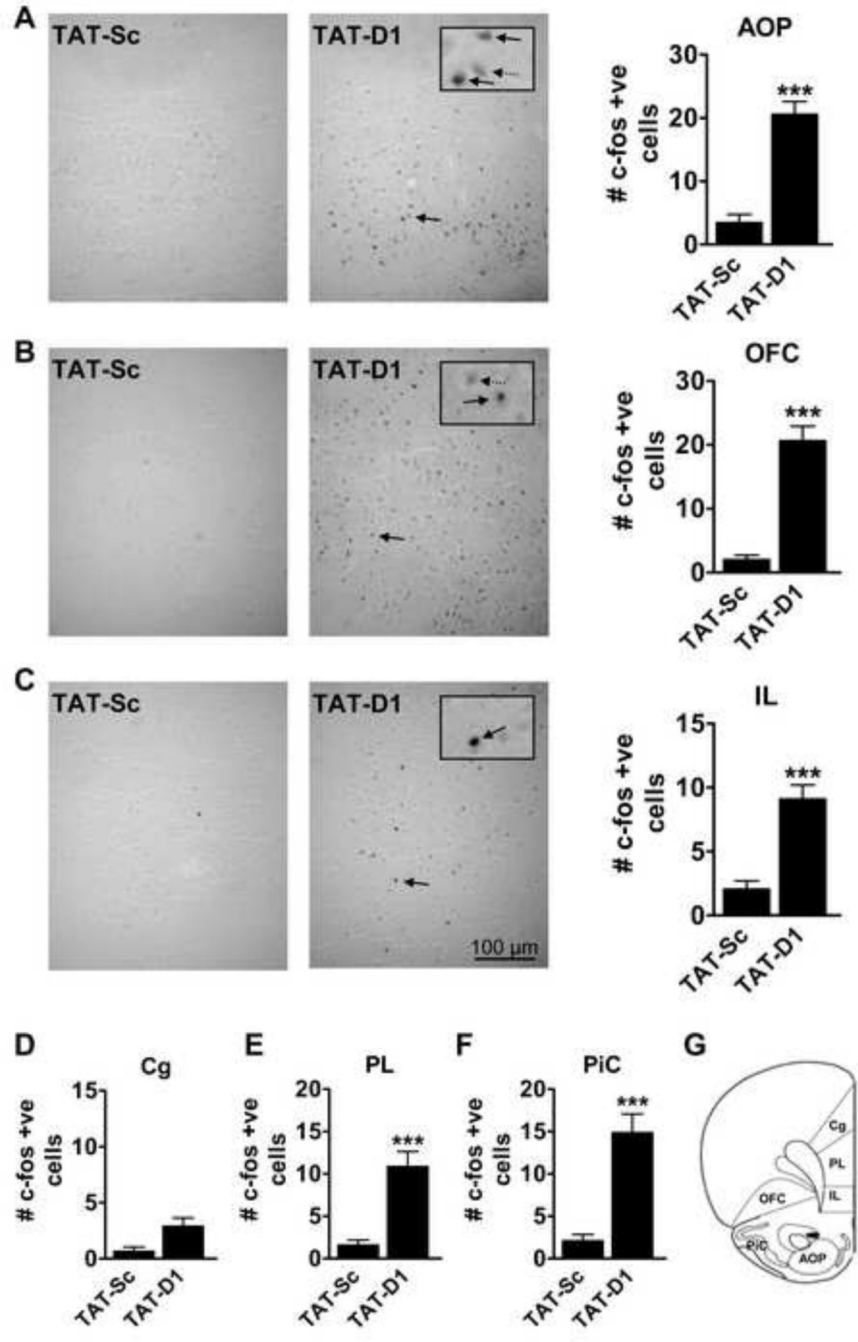 A
TAT-Sc
TAT-D1
AOP
# c-fos +ve
cells
30
20
10
0
***
TAT-Sc
TAT-D1
B
TAT-Sc
TAT-D1
OFC
# c-fos +ve
cells
30
20
10
0
***
TAT-Sc
TAT-D1
C
TAT-Sc
TAT-D1
100 µm
IL
# c-fos +ve
cells
15
10
5
0
***
TAT-Sc
TAT-D1
D
Cg
# c-fos +ve
cells
15
10
5
0
TAT-Sc
TAT-D1
E
PL
# c-fos +ve
cells
20
15
10
5
0
***
TAT-Sc
TAT-D1
F
PiC
# c-fos +ve
cells
20
15
10
5
0
***
TAT-Sc
TAT-D1
G
Cg
PL
IL
OFC
PiC
AOP